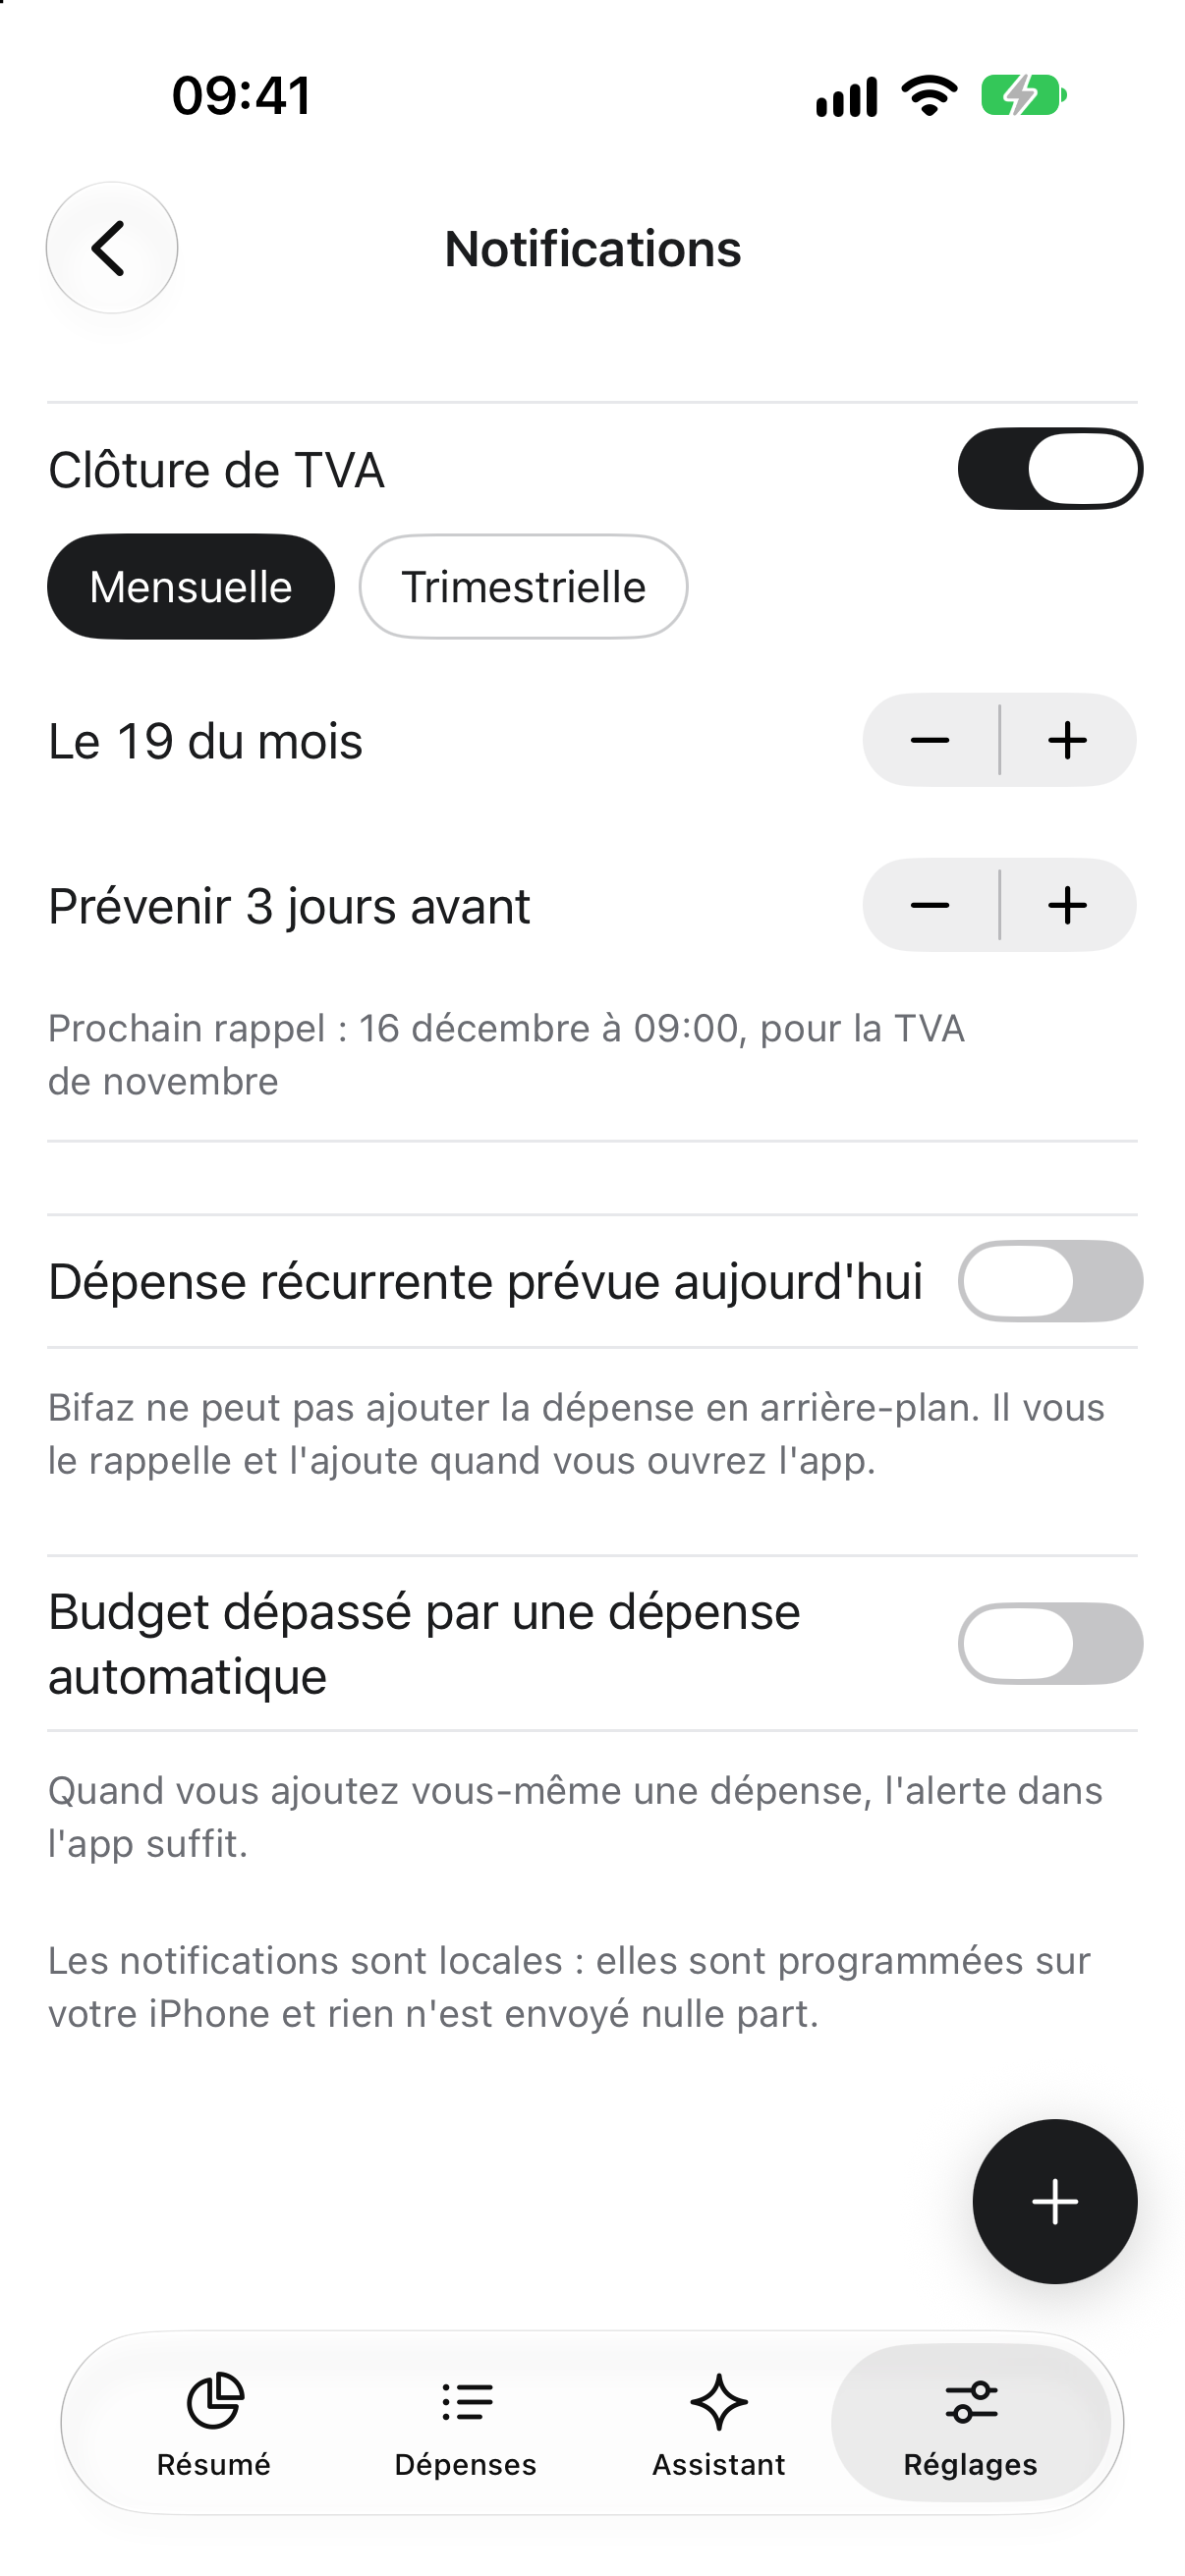 09:41
Notifications
Clôture de TVA
Mensuelle
Trimestrielle
Le 19 du mois
Prévenir 3 jours avant
Prochain rappel : 16 décembre à 09:00, pour la TVA
de novembre
Dépense récurrente prévue aujourd'hui
Bifaz ne peut pas ajouter la dépense en arrière-plan. Il vous
le rappelle et l'ajoute quand vous ouvrez l'app.
Budget dépassé par une dépense
automatique
Quand vous ajoutez vous-même une dépense, l'alerte dans
l'app suffit.
Les notifications sont locales : elles sont programmées sur
votre iPhone et rien n'est envoyé nulle part.
Résumé
Dépenses
Assistant
Réglages